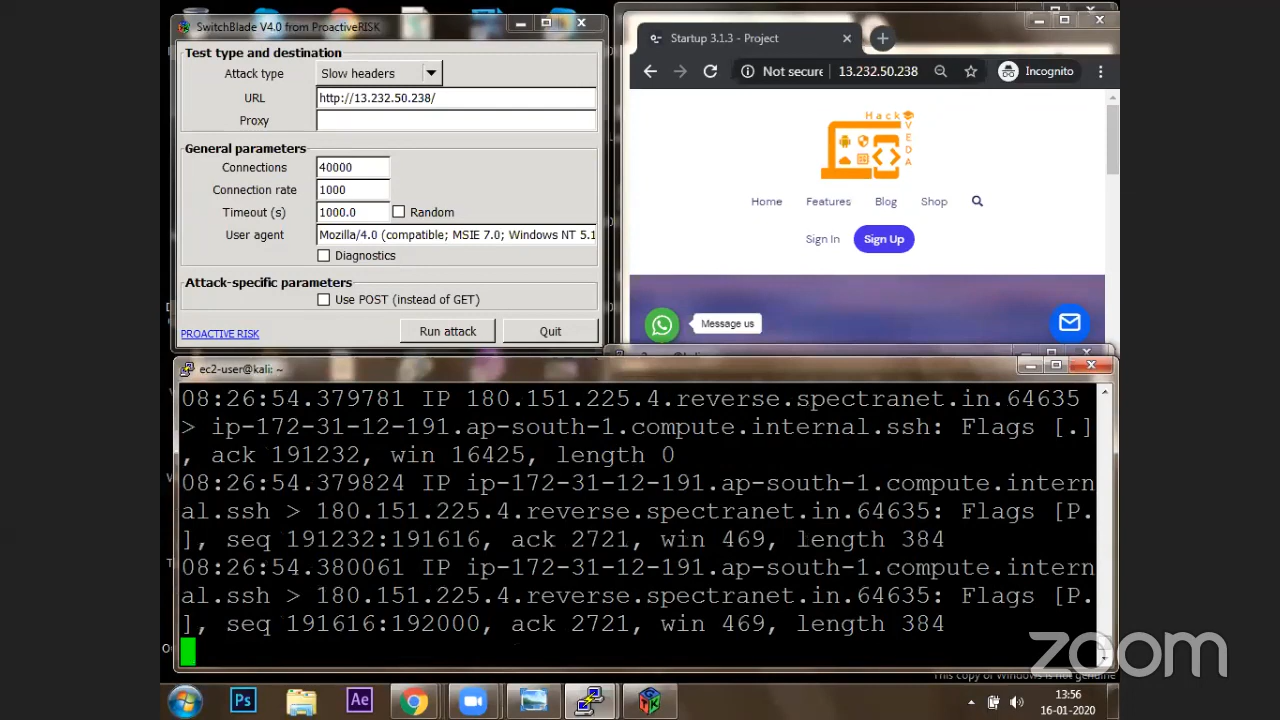 SwitchBlade V4.0 from ProactiveRISK
Test type and destination
Attack type
Slow headers
URL
http://13.232.50.238/
Proxy
General parameters
Connections
40000
Connection rate
1000
Timeout (s)
1000.0
Random
User agent
Mozilla/4.0 (compatible; MSIE 7.0; Windows NT 5.1
Diagnostics
Attack-specific parameters
Use POST (instead of GET)
PROACTIVE RISK
Run attack
Quit
Startup 3.1.3 - Project
Not secure
13.232.50.238
Incognito
Hack
VEDA
Home
Features
Blog
Shop
Sign In
Sign Up
Message us
ec2-user@kali: ~
08:26:54.379781 IP 180.151.225.4.reverse.spectranet.in.64635
> ip-172-31-12-191.ap-south-1.compute.internal.ssh: Flags [.]
, ack 191232, win 16425, length 0
08:26:54.379824 IP ip-172-31-12-191.ap-south-1.compute.intern
al.ssh > 180.151.225.4.reverse.spectranet.in.64635: Flags [P.
], seq 191232:191616, ack 2721, win 469, length 384
08:26:54.380061 IP ip-172-31-12-191.ap-south-1.compute.intern
al.ssh > 180.151.225.4.reverse.spectranet.in.64635: Flags [P.
], seq 191616:192000, ack 2721, win 469, length 384
zoom
This copy of Windows is not genuine
Ps
Ae
13:56
16-01-2020